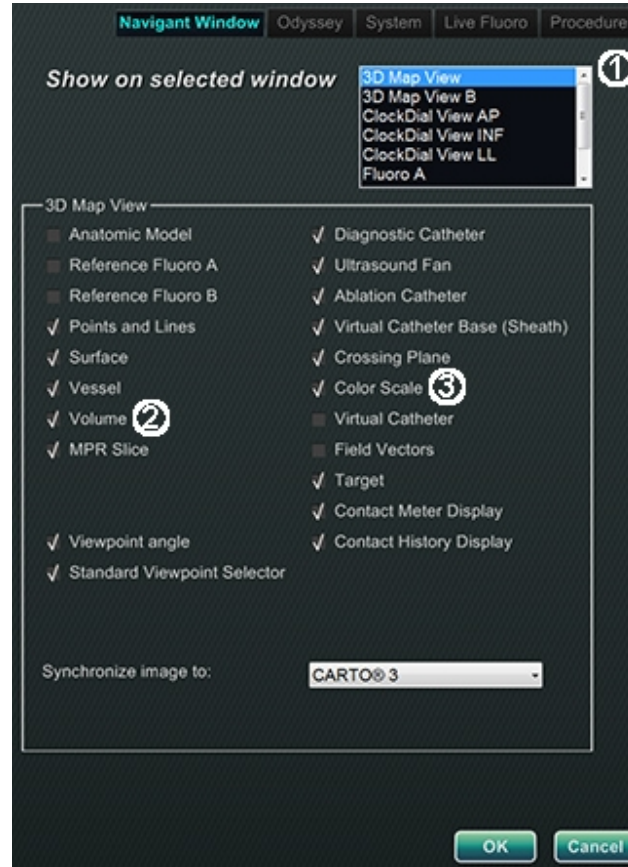 Navigant Window Odyssey System Live Fluoro Procedure
Show on selected window
3D Map View
3D Map View B
ClockDial View AP
ClockDial View INF
ClockDial View LL
Fluoro A
1
3D Map View
Anatomic Model
Reference Fluoro A
Reference Fluoro B
Points and Lines
Surface
Vessel
Volume 2
MPR Slice
Viewpoint angle
Standard Viewpoint Selector
Diagnostic Catheter
Ultrasound Fan
Ablation Catheter
Virtual Catheter Base (Sheath)
Crossing Plane
Color Scale 3
Virtual Catheter
Field Vectors
Target
Contact Meter Display
Contact History Display
Synchronize image to: CARTO® 3
OK Cancel